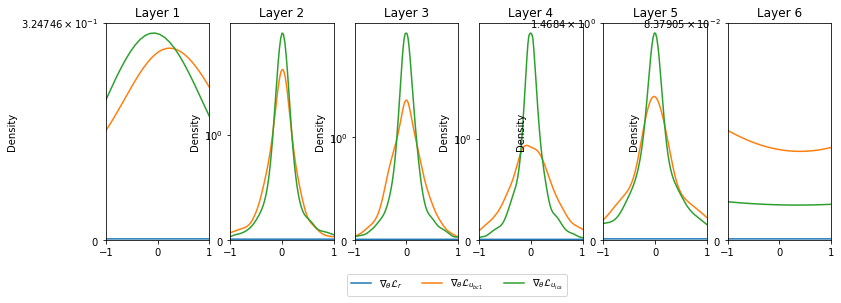 Layer 1 Layer 2 Layer 3 Layer 4 Layer 5 Layer 6
3.24746 × 10⁻¹ 1.4684 × 10⁰ 8.37905 × 10⁻²
Density Density Density Density Density
10⁰ 10⁰ 10⁰
0 0 0 0 0 0
−1 0 1 −1 0 1 −1 0 1 −1 0 1 −1 0 1 −1 0 1
∇θℒr ∇θℒu_bc1 ∇θℒu_ics